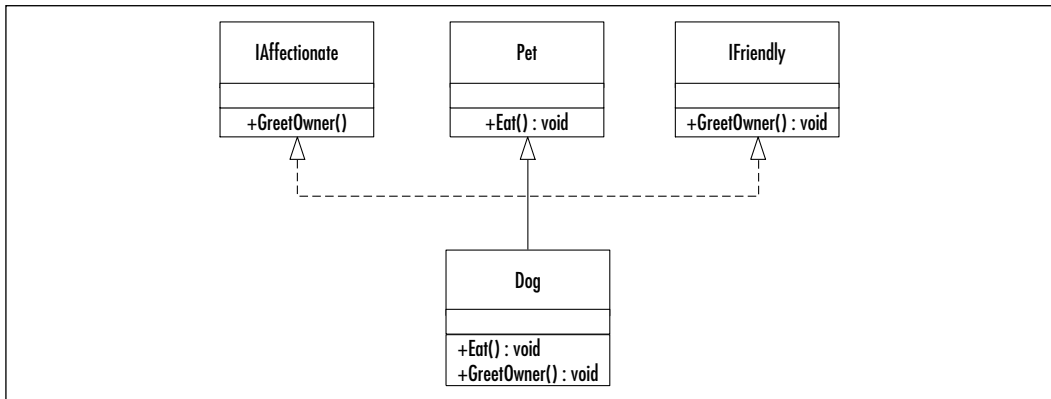 IAffectionate
Pet
IFriendly
+GreetOwner()
+Eat() : void
+GreetOwner() : void
Dog
+Eat() : void
+GreetOwner() : void